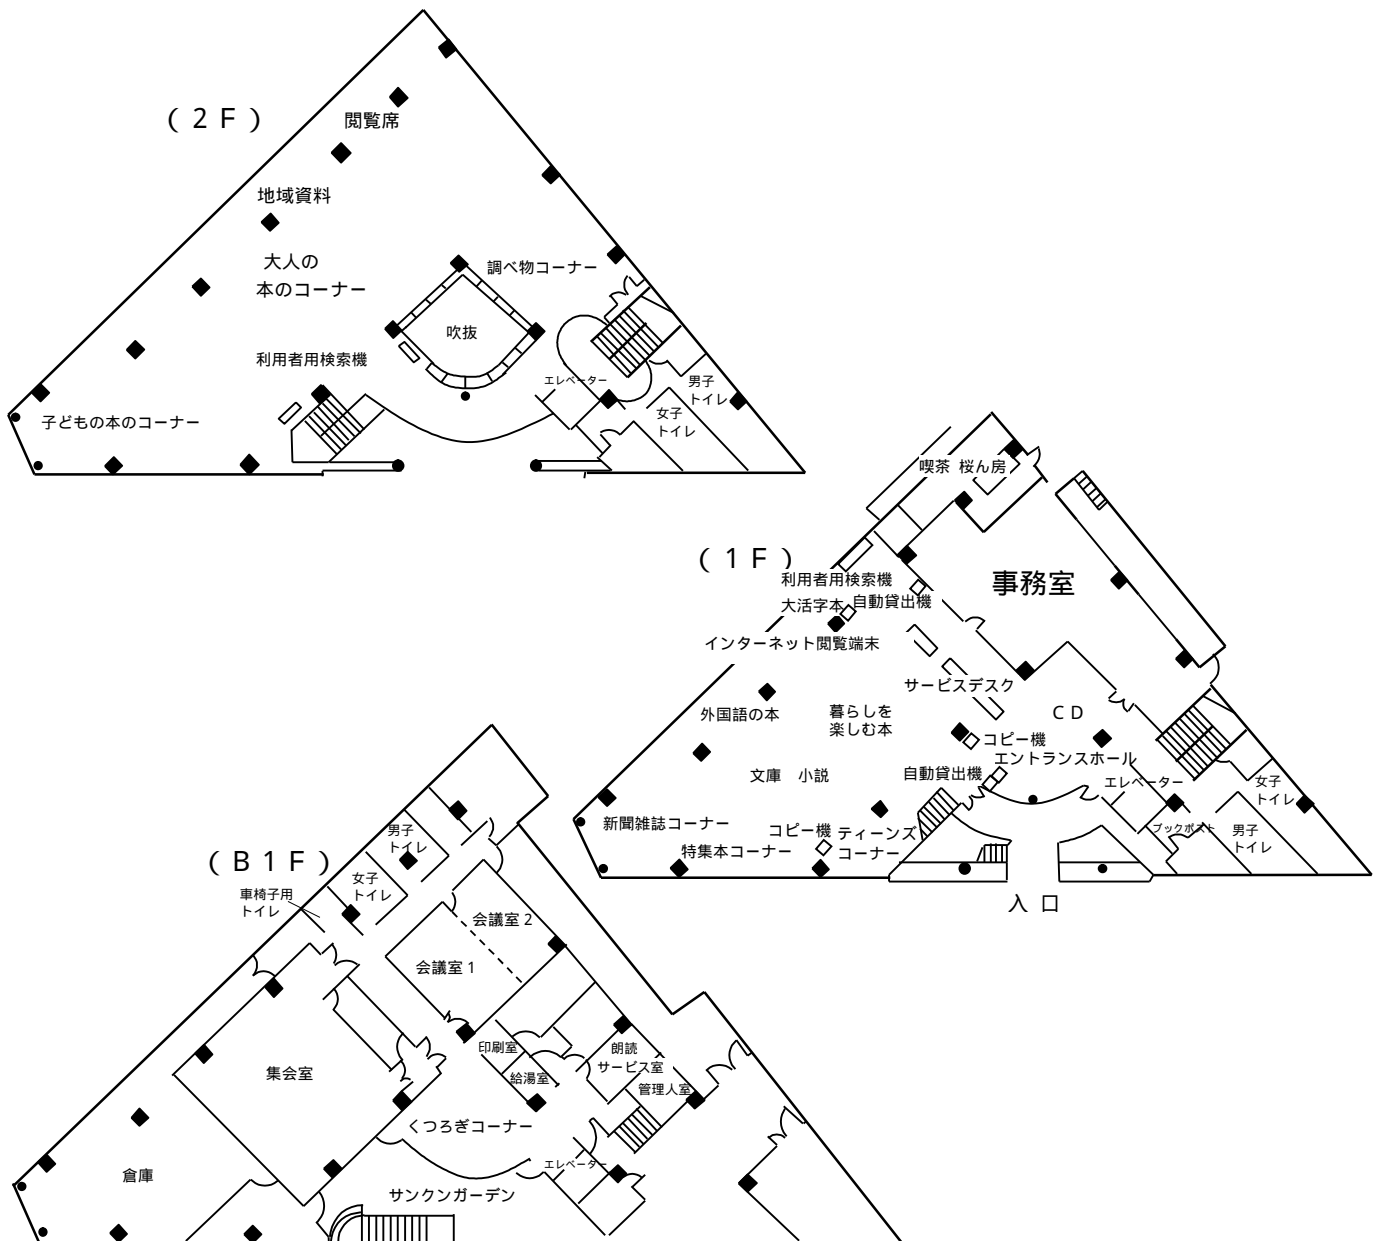 （２Ｆ）
閲覧席
地域資料
大人の
本のコーナー
調べ物コーナー
吹抜
利用者用検索機
エレベーター
男子
トイレ
女子
トイレ
子どもの本のコーナー
（１Ｆ）
喫茶 桜ん房
事務室
利用者用検索機
大活字本
自動貸出機
インターネット閲覧端末
サービスデスク
外国語の本
暮らしを
楽しむ本
ＣＤ
コピー機
エントランスホール
文庫　小説
自動貸出機
エレベーター
女子
トイレ
新聞雑誌コーナー
コピー機
ティーンズ
コーナー
ブックポスト
男子
トイレ
特集本コーナー
入口
（Ｂ１Ｆ）
男子
トイレ
女子
トイレ
車椅子用
トイレ
会議室２
会議室１
印刷室
朗読
サービス室
給湯室
管理人室
集会室
くつろぎコーナー
エレベーター
倉庫
サンクンガーデン